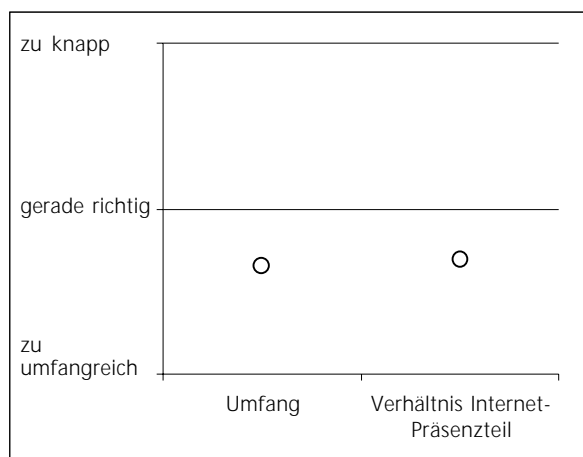 zu knapp
gerade richtig
zu
umfangreich
Umfang
Verhältnis Internet-
Präsenzteil